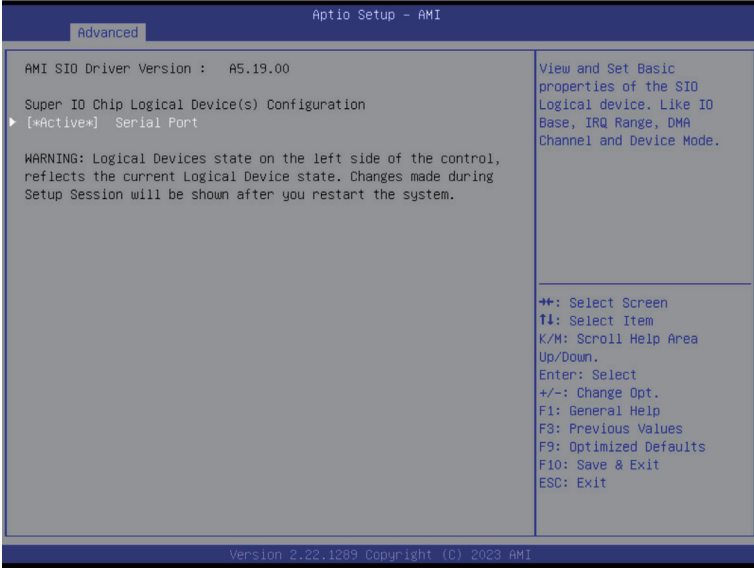 Aptio Setup - AMI
Advanced
AMI SIO Driver Version :   A5.19.00
Super IO Chip Logical Device(s) Configuration
[*Active*]  Serial Port
WARNING: Logical Devices state on the left side of the control,
reflects the current Logical Device state. Changes made during
Setup Session will be shown after you restart the system.
View and Set Basic
properties of the SIO
Logical device. Like IO
Base, IRQ Range, DMA
Channel and Device Mode.
→←: Select Screen
↑↓: Select Item
K/M: Scroll Help Area
Up/Down.
Enter: Select
+/-: Change Opt.
F1: General Help
F3: Previous Values
F9: Optimized Defaults
F10: Save & Exit
ESC: Exit
Version 2.22.1289 Copyright (C) 2023 AMI